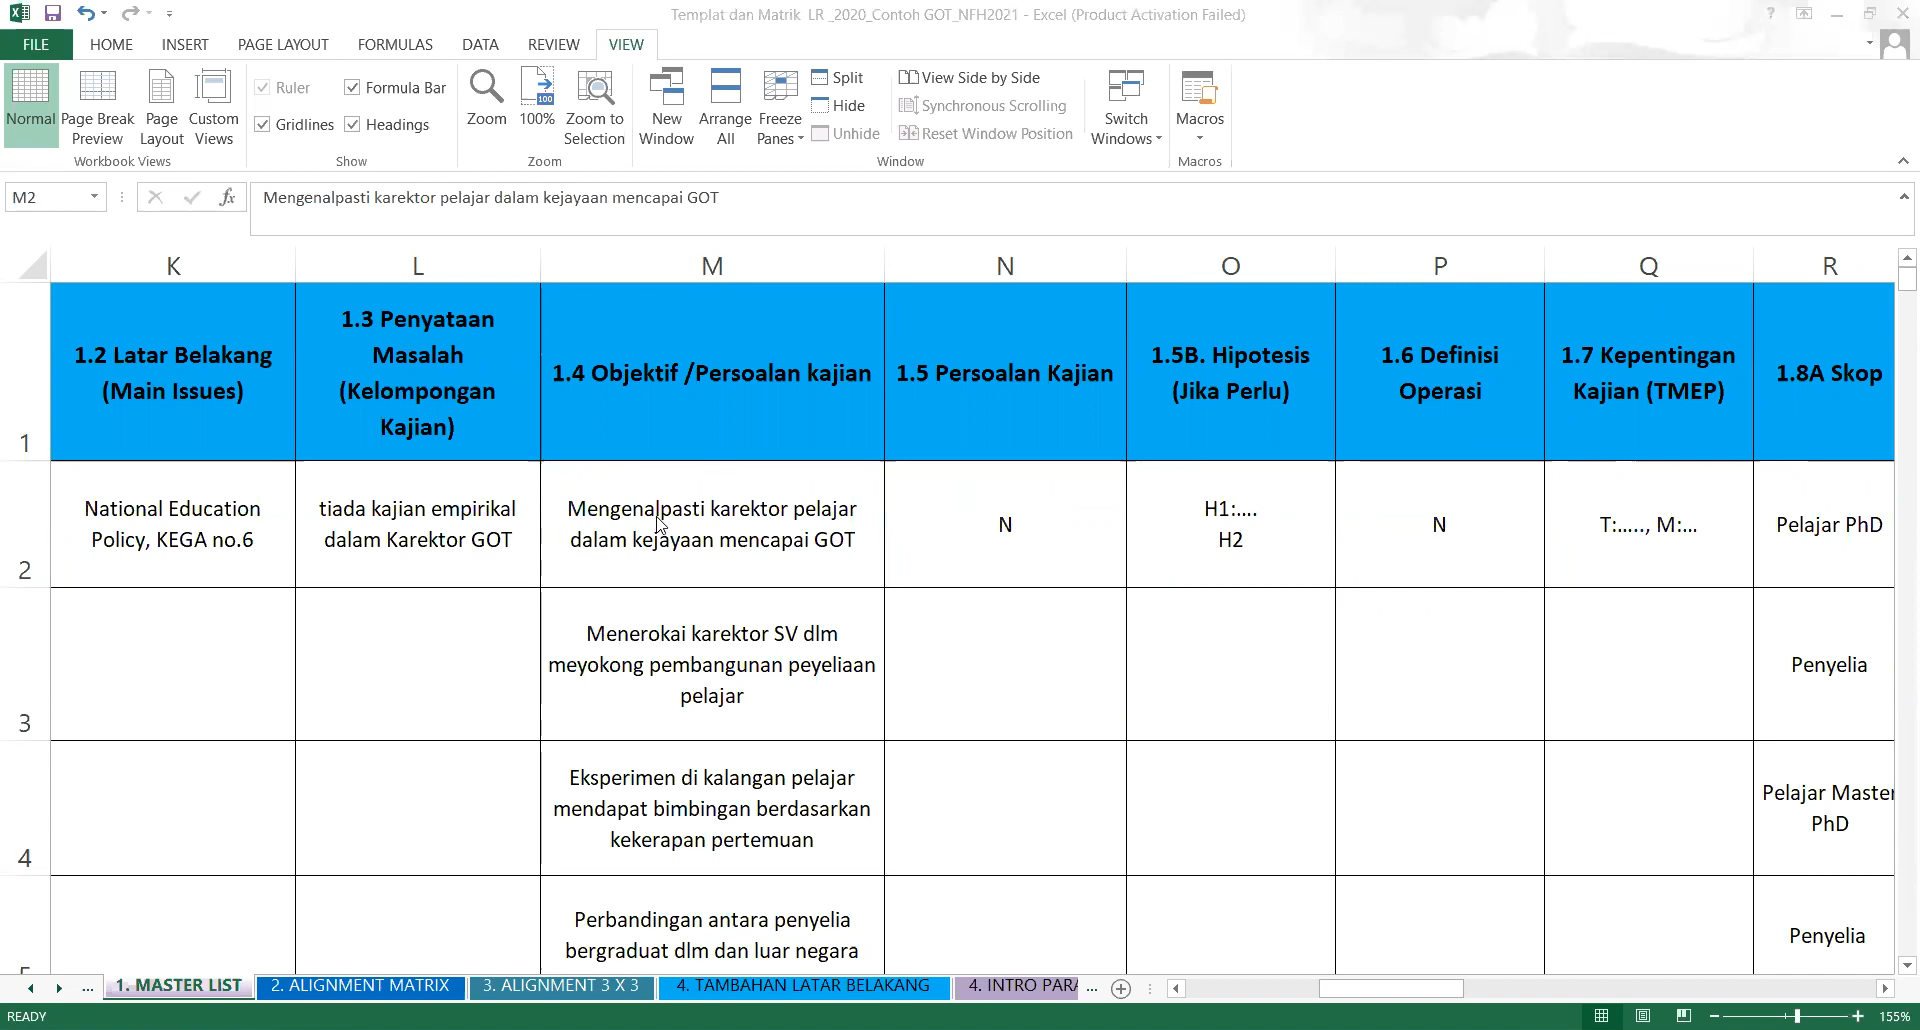 Templat dan Matrik LR _2020_Contoh GOT_NFH2021 - Excel (Product Activation Failed)
?
FILE HOME INSERT PAGE LAYOUT FORMULAS DATA REVIEW VIEW
Ruler Formula Bar Gridlines Headings
Normal Page Break Preview Page Layout Custom Views
Zoom 100% Zoom to Selection
New Window Arrange All Freeze Panes
Split View Side by Side
Hide Synchronous Scrolling
Unhide Reset Window Position
Switch Windows Macros
Workbook Views Show Zoom Window Macros
M2 fx Mengenalpasti karektor pelajar dalam kejayaan mencapai GOT
K L M N O P Q R
1
1.2 Latar Belakang
(Main Issues)
1.3 Penyataan
Masalah
(Kelompongan
Kajian)
1.4 Objektif /Persoalan kajian
1.5 Persoalan Kajian
1.5B. Hipotesis
(Jika Perlu)
1.6 Definisi
Operasi
1.7 Kepentingan
Kajian (TMEP)
1.8A Skop
2
National Education
Policy, KEGA no.6
tiada kajian empirikal
dalam Karektor GOT
Mengenalpasti karektor pelajar
dalam kejayaan mencapai GOT
N
H1:....
H2
N
T:....., M:...
Pelajar PhD
3
Menerokai karektor SV dlm
meyokong pembangunan peyeliaan
pelajar
Penyelia
4
Eksperimen di kalangan pelajar
mendapat bimbingan berdasarkan
kekerapan pertemuan
Pelajar Master
PhD
5
Perbandingan antara penyelia
bergraduat dlm dan luar negara
Penyelia
... 1. MASTER LIST 2. ALIGNMENT MATRIX 3. ALIGNMENT 3 X 3 4. TAMBAHAN LATAR BELAKANG 4. INTRO PARA ...
READY 155%